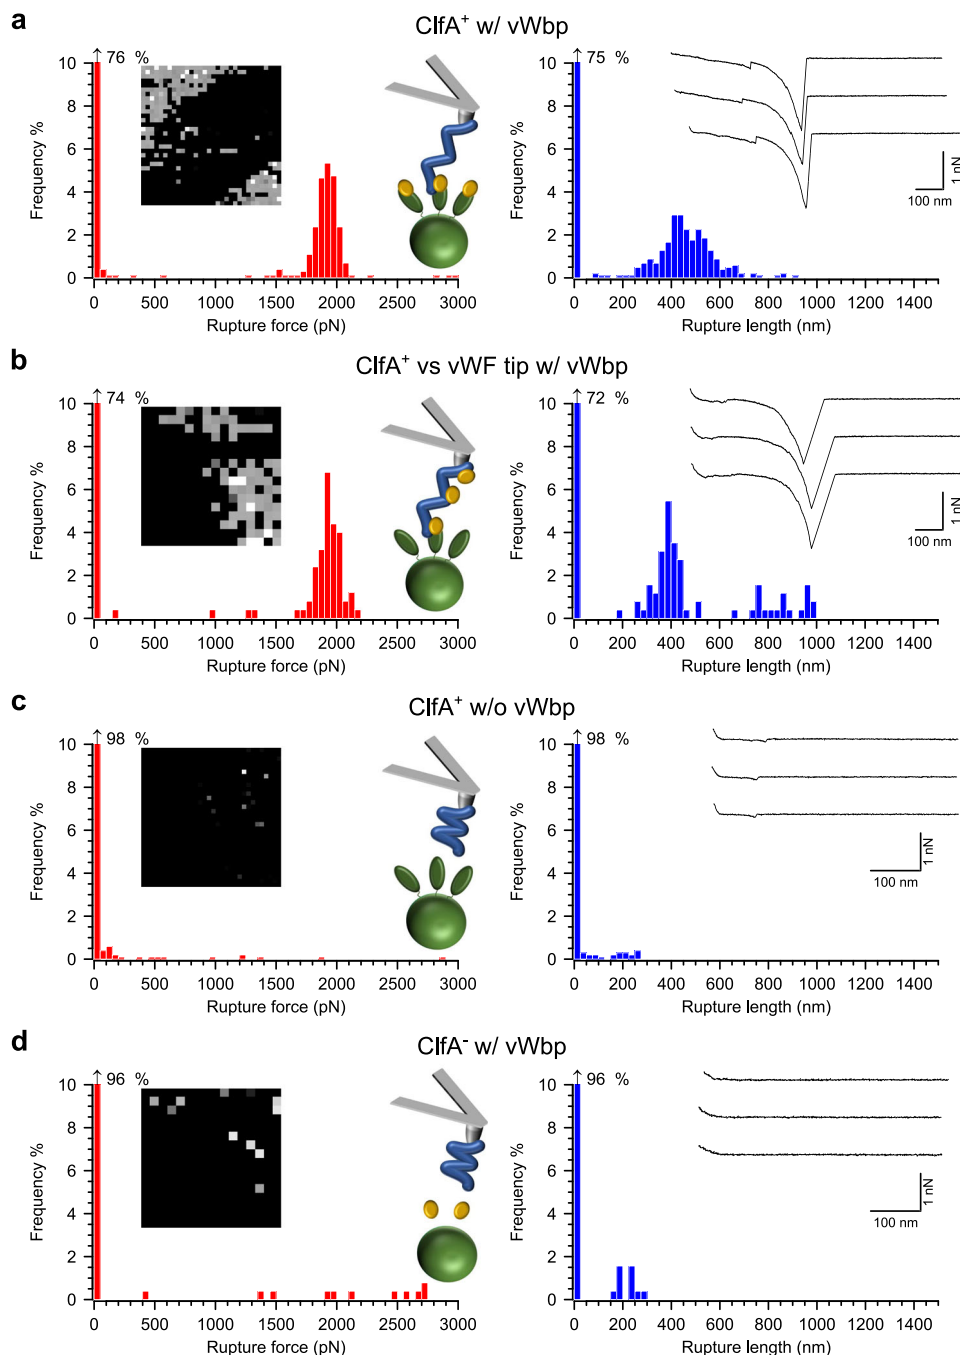 a
ClfA+ w/ vWbp
Frequency %
10
8
6
4
2
0
76 %
0 500 1000 1500 2000 2500 3000
Rupture force (pN)
Frequency %
10
8
6
4
2
0
75 %
1 nN
100 nm
0 200 400 600 800 1000 1400
Rupture length (nm)
b
ClfA+ vs vWF tip w/ vWbp
Frequency %
10
8
6
4
2
0
74 %
0 500 1000 1500 2000 2500 3000
Rupture force (pN)
Frequency %
10
8
6
4
2
0
72 %
1 nN
100 nm
0 200 400 600 800 1000 1400
Rupture length (nm)
c
ClfA+ w/o vWbp
Frequency %
10
8
6
4
2
0
98 %
0 500 1000 1500 2000 2500 3000
Rupture force (pN)
Frequency %
10
8
6
4
2
0
98 %
1 nN
100 nm
0 200 400 600 800 1000 1400
Rupture length (nm)
d
ClfA- w/ vWbp
Frequency %
10
8
6
4
2
0
96 %
0 500 1000 1500 2000 2500 3000
Rupture force (pN)
Frequency %
10
8
6
4
2
0
96 %
1 nN
100 nm
0 200 400 600 800 1000 1400
Rupture length (nm)